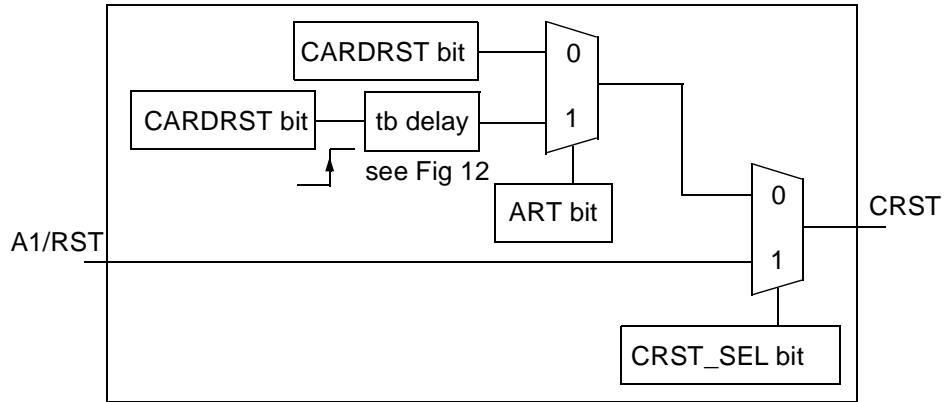 CARDRST bit
0
CARDRST bit
tb delay
1
see Fig 12
ART bit
0
CRST
A1/RST
1
CRST_SEL bit